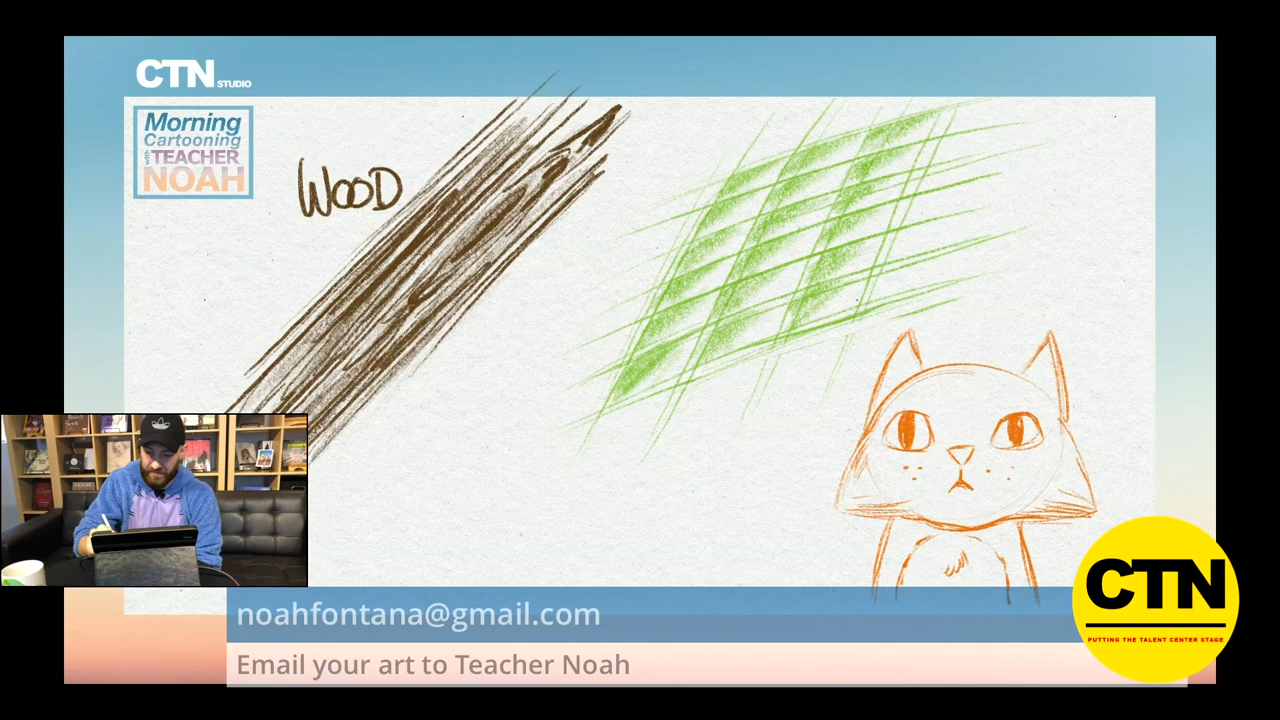 CTN STUDIO
Morning
Cartooning
with TEACHER
NOAH
WOOD
noahfontana@gmail.com
Email your art to Teacher Noah
CTN
PUTTING THE TALENT CENTER STAGE